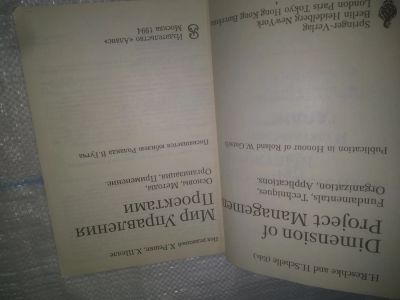 H. Reschke and H. Schelle (Eds.)
Dimension of
Project Managemen
Fundamentals, Techniques,
Organization, Applications.
Publication in Honour of Roland W. Gutsch
Springer-Verlag
Berlin Heidelberg New York
London Paris Tokyo Hong Kong Barcelona
Под редакцией Х. Решке, Х. Шелле
Мир Управления
Проектами
Основы, Методы,
Организация, Применение.
Посвящается юбилею Роланда В. Гутча
Издательство «Аланс»
Москва 1994